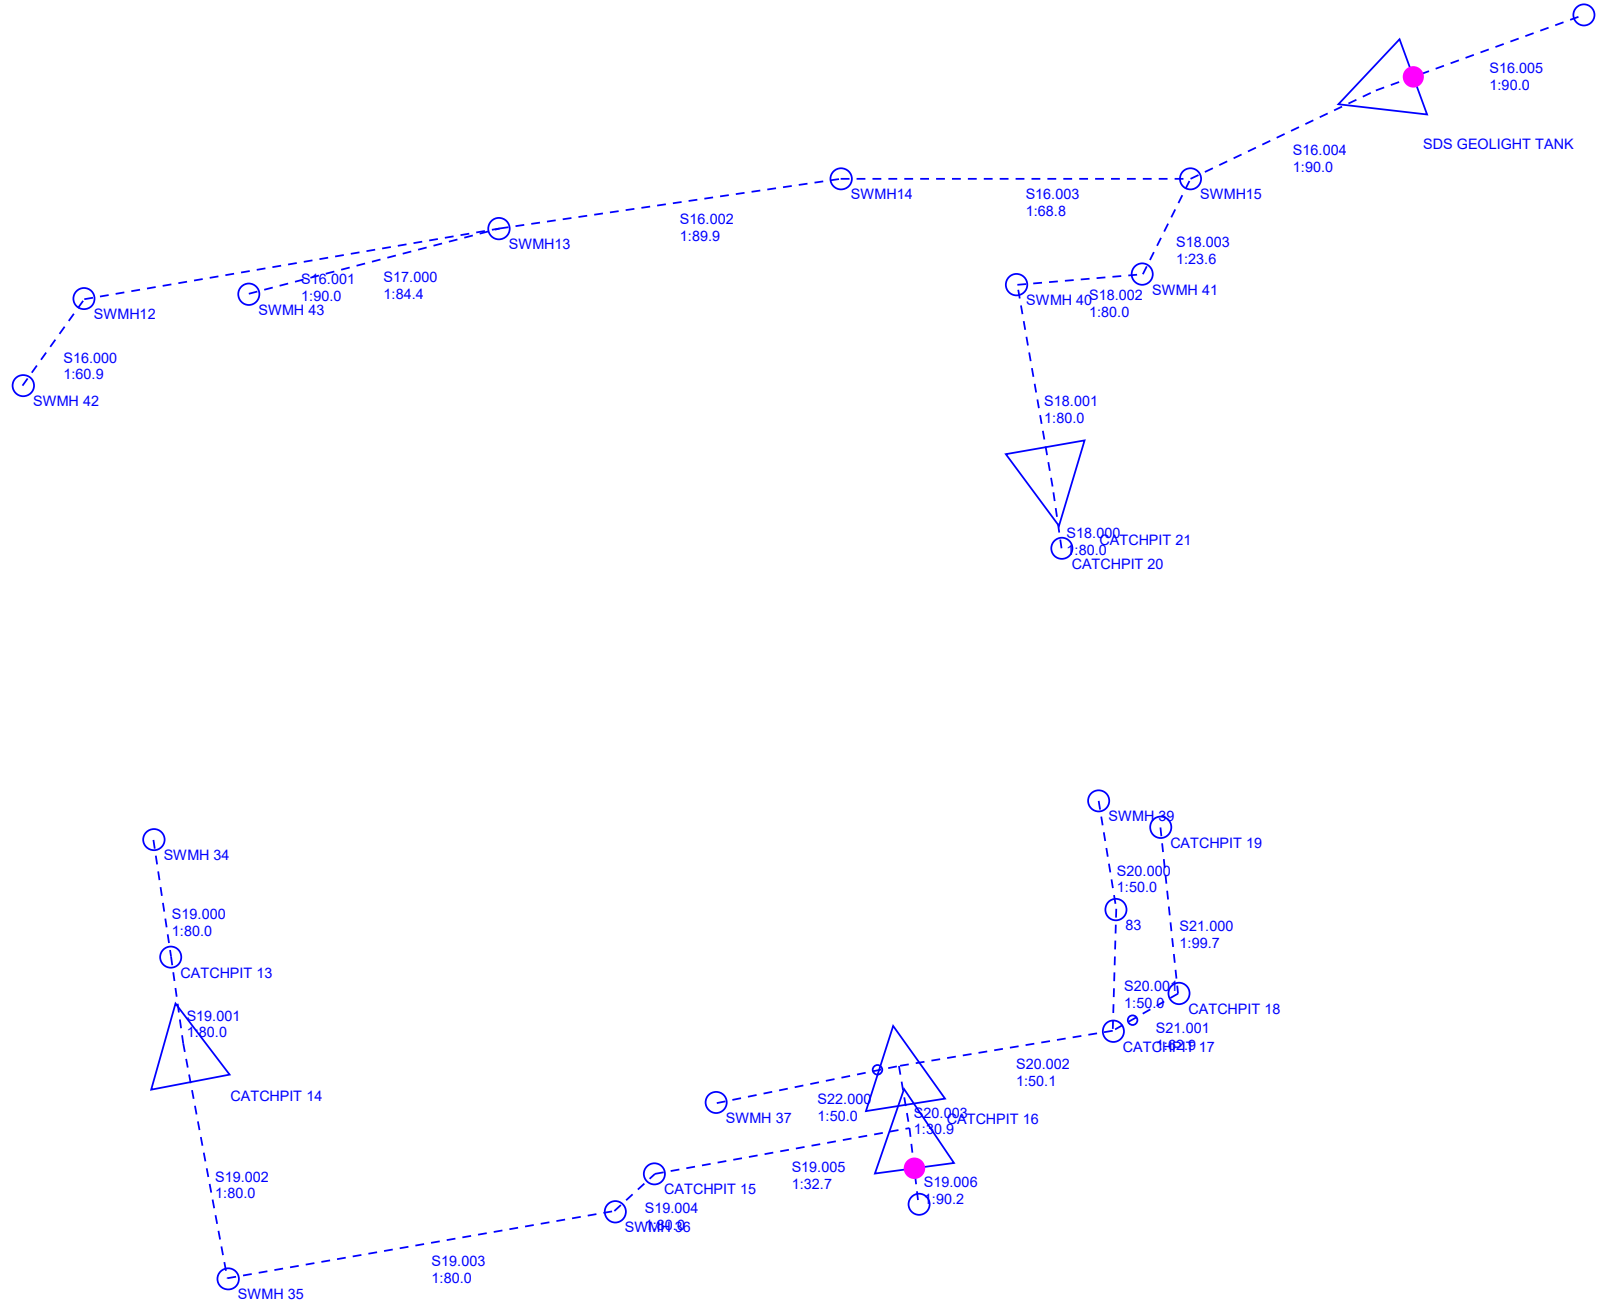 S16.005
1:90.0
SDS GEOLIGHT TANK
S16.004
1:90.0
SWMH14
S16.003
1:68.8
SWMH15
S16.002
1:89.9
SWMH13
S18.003
1:23.6
S16.001
1:90.0
S17.000
1:84.4
SWMH 43
SWMH12
SWMH 40
S18.002
1:80.0
SWMH 41
S16.000
1:60.9
SWMH 42
S18.001
1:80.0
S18.000
1:80.0
CATCHPIT 21
CATCHPIT 20
SWMH 39
CATCHPIT 19
SWMH 34
S20.000
1:50.0
83
S19.000
1:80.0
S21.000
1:99.7
CATCHPIT 13
S20.001
1:50.0
CATCHPIT 18
S19.001
1:80.0
S21.001
CATCHPIT 17
S20.002
1:50.1
CATCHPIT 14
S22.000
1:50.0
SWMH 37
S20.003
1:30.9
CATCHPIT 16
S19.005
1:32.7
S19.002
1:80.0
CATCHPIT 15
S19.006
1:90.2
S19.004
1:80.0
SWMH 36
S19.003
1:80.0
SWMH 35